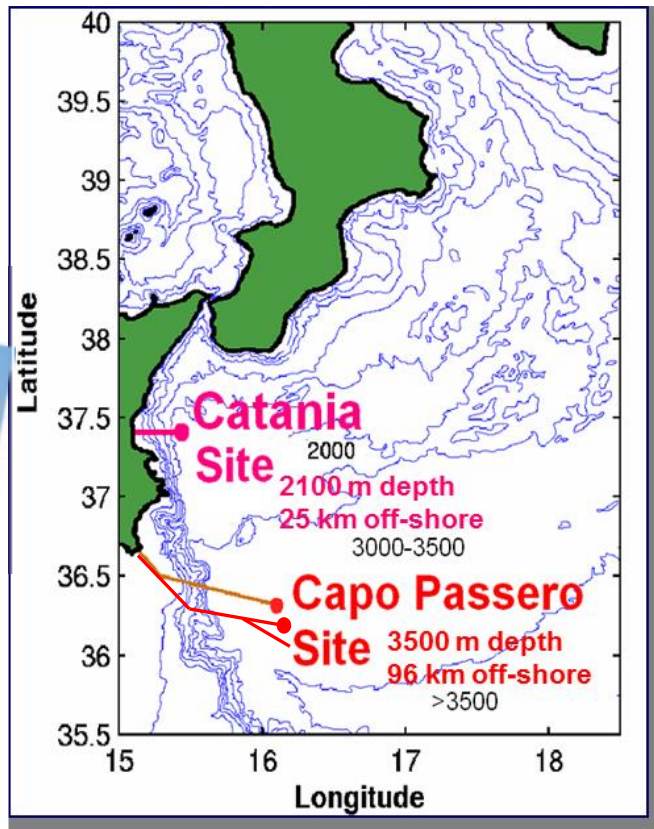 40
39.5
39
38.5
38
37.5
37
36.5
36
35.5
Latitude
Catania
Site
2000
2100 m depth
25 km off-shore
3000-3500
Capo Passero
Site
3500 m depth
96 km off-shore
>3500
15
16
17
18
Longitude